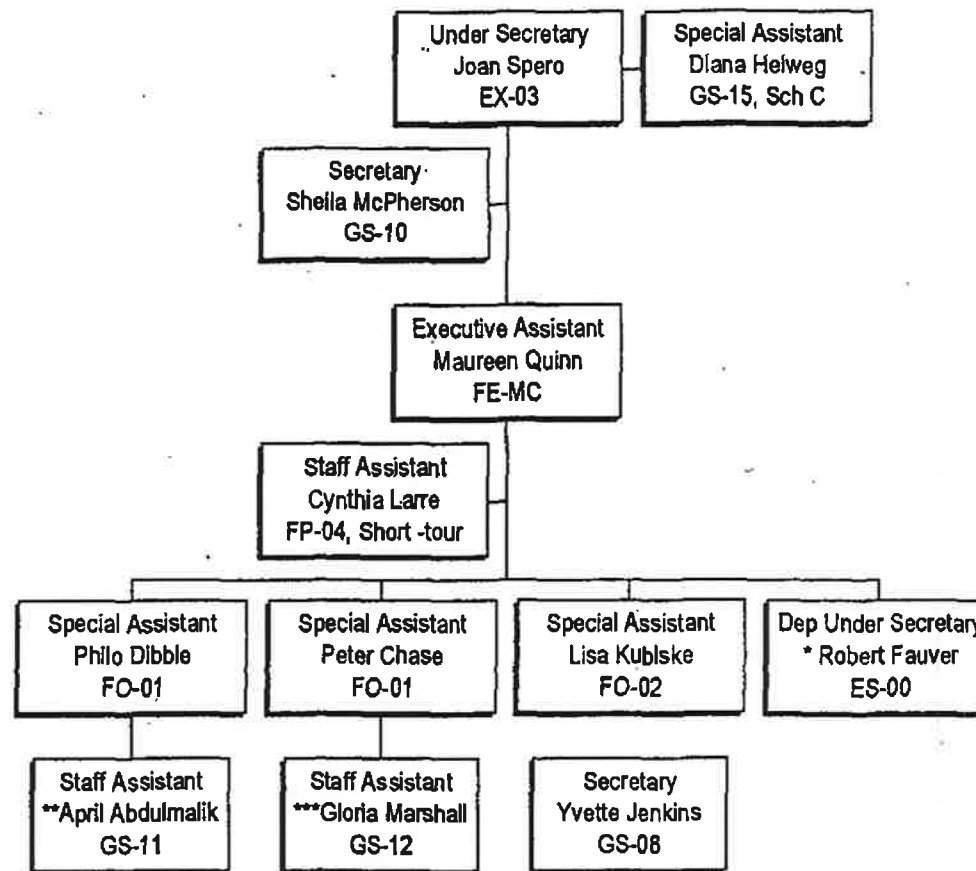 Under Secretary
Joan Spero
EX-03
Special Assistant
Diana Helweg
GS-15, Sch C
Secretary
Sheila McPherson
GS-10
Executive Assistant
Maureen Quinn
FE-MC
Staff Assistant
Cynthia Larre
FP-04, Short -tour
Special Assistant
Philo Dibble
FO-01
Special Assistant
Peter Chase
FO-01
Special Assistant
Lisa Kubiske
FO-02
Dep Under Secretary
* Robert Fauver
ES-00
Staff Assistant
**April Abdulmalik
GS-11
Staff Assistant
***Gloria Marshall
GS-12
Secretary
Yvette Jenkins
GS-08